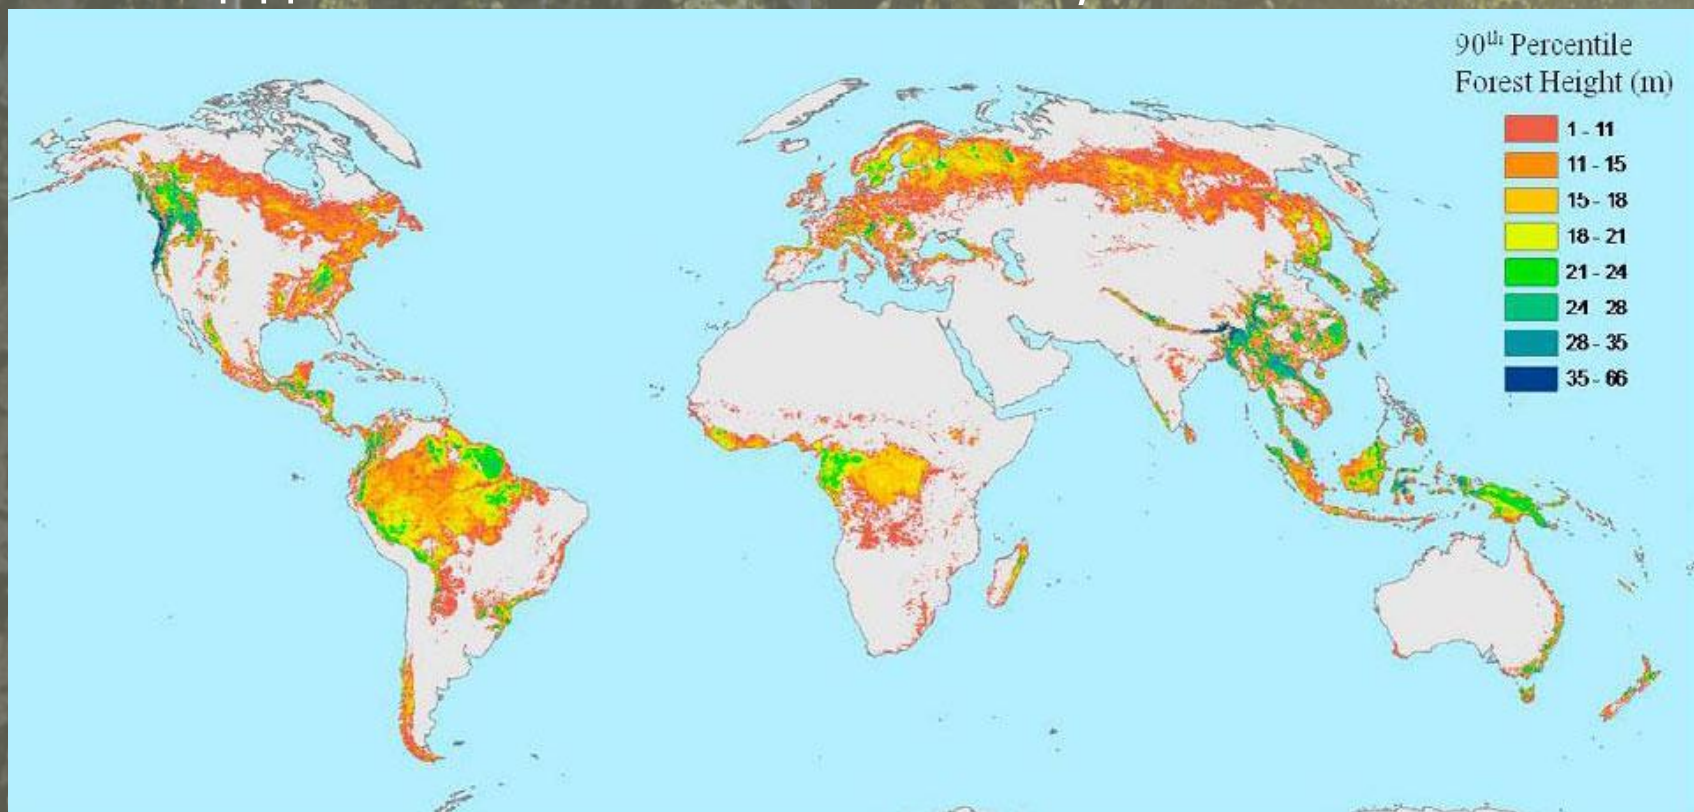 90th Percentile
Forest Height (m)
1 - 11
11 - 15
15 - 18
18 - 21
21 - 24
24 28
28 - 35
35 - 66